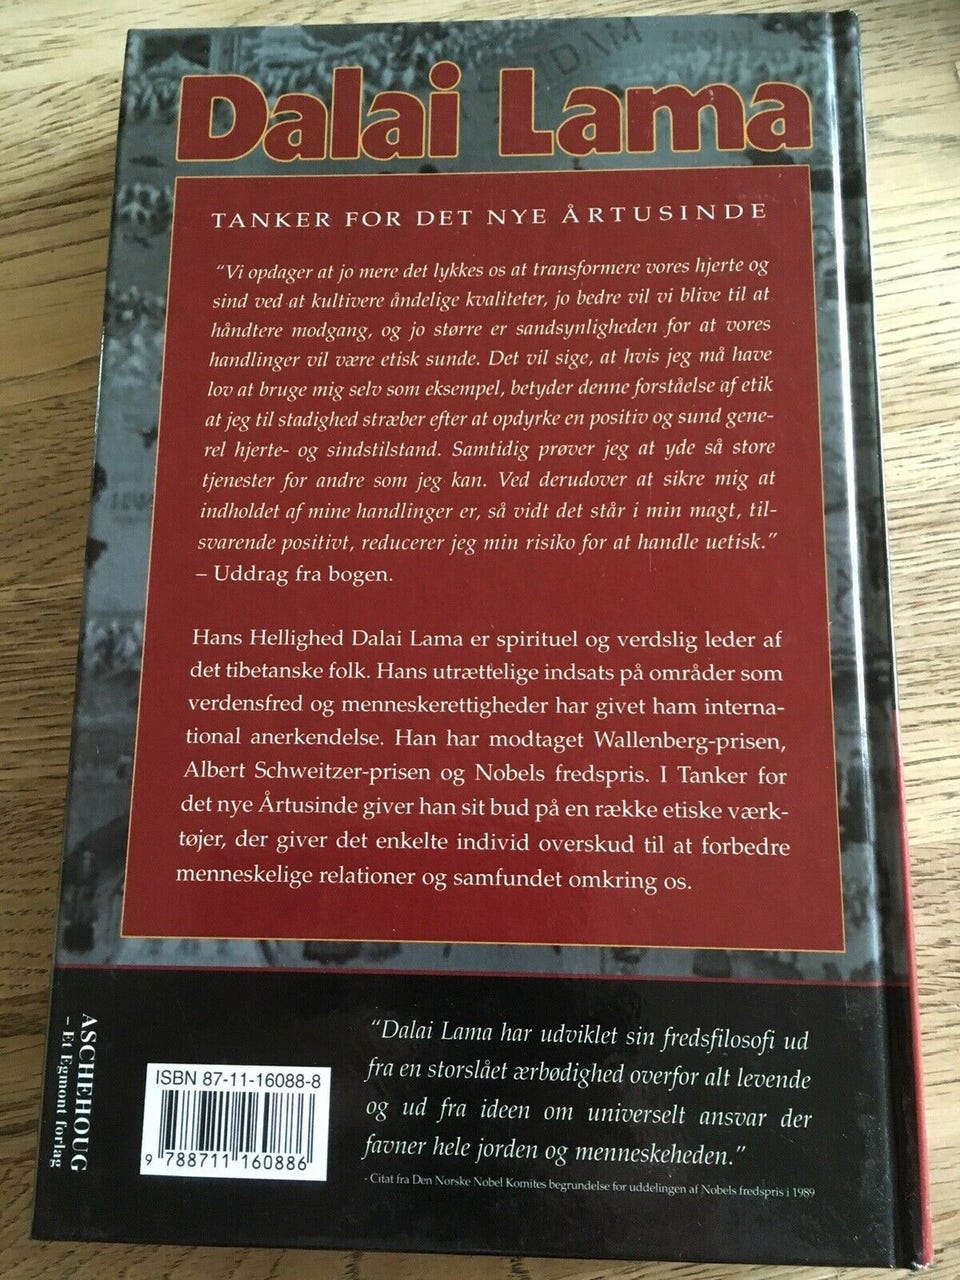 Dalai Lama
TANKER FOR DET NYE ÅRTUSINDE
“Vi opdager at jo mere det lykkes os at transformere vores hjerte og
sind ved at kultivere åndelige kvaliteter, jo bedre vil vi blive til at
håndtere modgang, og jo større er sandsynligheden for at vores
handlinger vil være etisk sunde. Det vil sige, at hvis jeg må have
lov at bruge mig selv som eksempel, betyder denne forståelse af etik
at jeg til stadighed stræber efter at opdyrke en positiv og sund gene-
rel hjerte- og sindstilstand. Samtidig prøver jeg at yde så store
tjenester for andre som jeg kan. Ved derudover at sikre mig at
indholdet af mine handlinger er, så vidt det står i min magt, til-
svarende positivt, reducerer jeg min risiko for at handle uetisk.”
– Uddrag fra bogen.
Hans Hellighed Dalai Lama er spirituel og verdslig leder af
det tibetanske folk. Hans utrættelige indsats på områder som
verdensfred og menneskerettigheder har givet ham interna-
tional anerkendelse. Han har modtaget Wallenberg-prisen,
Albert Schweitzer-prisen og Nobels fredspris. I Tanker for
det nye Årtusinde giver han sit bud på en række etiske værk-
tøjer, der giver det enkelte individ overskud til at forbedre
menneskelige relationer og samfundet omkring os.
“Dalai Lama har udviklet sin fredsfilosofi ud
fra en storslået ærbødighed overfor alt levende
og ud fra ideen om universelt ansvar der
favner hele jorden og menneskeheden.”
- Citat fra Den Norske Nobel Komites begrundelse for uddelingen af Nobels fredspris i 1989
ASCHEHOUG
– Et Egmont forlag
ISBN 87-11-16088-8
9 788711 160886